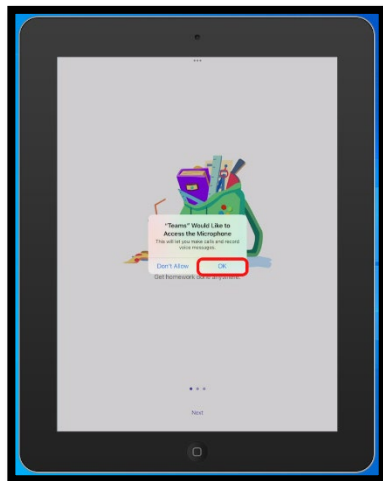 "Teams" Would Like to
Access the Microphone
This will let you make calls and record
voice messages.
Don't Allow
OK
Get homework done anywhere.
Next